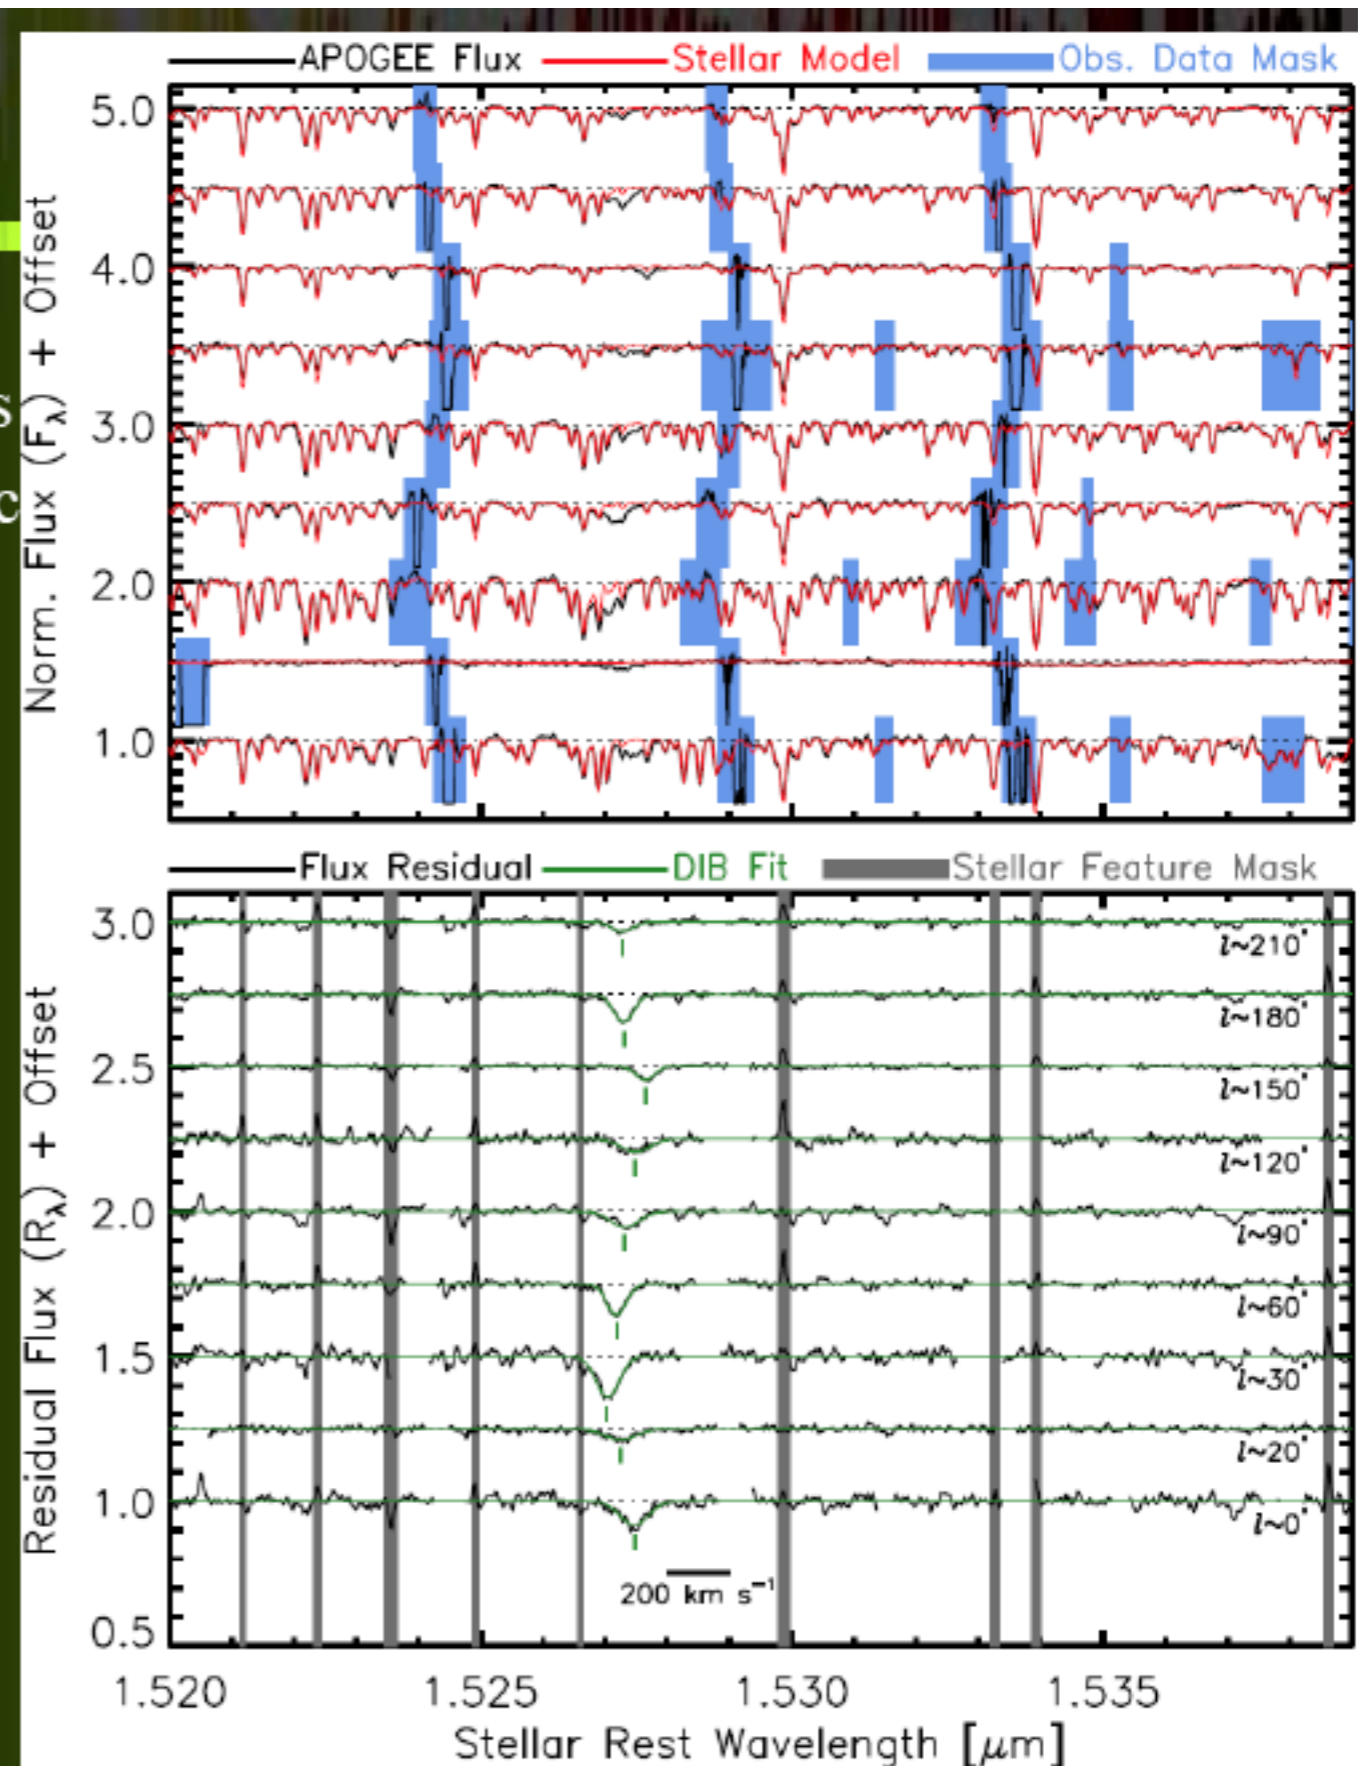 APOGEE Flux Stellar Model Obs. Data Mask
5.0
4.0
3.0
2.0
1.0
Norm. Flux (Fλ) + Offset
s
c
Flux Residual DIB Fit Stellar Feature Mask
3.0
2.5
2.0
1.5
1.0
0.5
Residual Flux (Rλ) + Offset
l~210°
l~180°
l~150°
l~120°
l~90°
l~60°
l~30°
l~20°
l~0°
200 km s⁻¹
1.520 1.525 1.530 1.535
Stellar Rest Wavelength [μm]